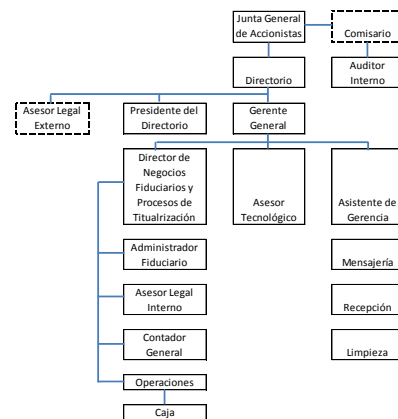 Junta General
de Accionistas
Comisario
Directorio
Auditor
Interno
Asesor Legal
Externo
Presidente del
Directorio
Gerente
General
Director de
Negocios
Fiduciarios y
Procesos de
Titualrización
Asesor
Tecnológico
Asistente de
Gerencia
Administrador
Fiduciario
Mensajería
Asesor Legal
Interno
Recepción
Contador
General
Limpieza
Operaciones
Caja